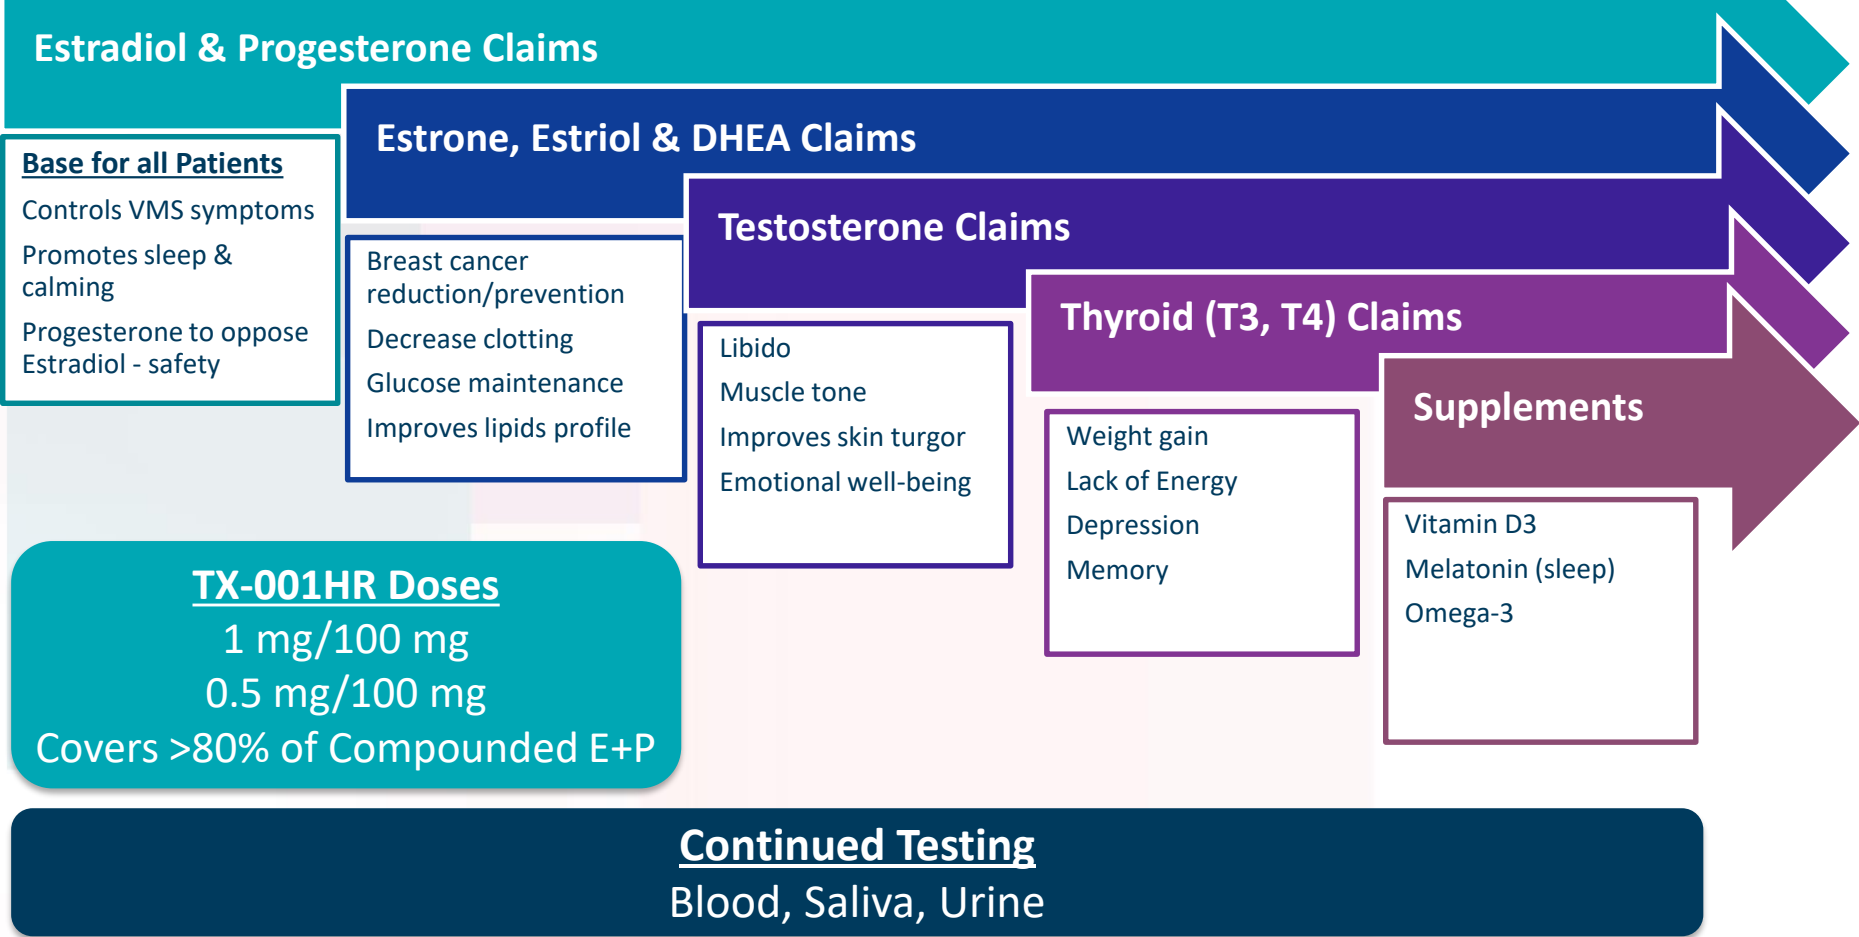 Estradiol & Progesterone Claims
Base for all Patients
Controls VMS symptoms
Promotes sleep &
calming
Progesterone to oppose
Estradiol - safety
Estrone, Estriol & DHEA Claims
Breast cancer
reduction/prevention
Decrease clotting
Glucose maintenance
Improves lipids profile
Testosterone Claims
Libido
Muscle tone
Improves skin turgor
Emotional well-being
Thyroid (T3, T4) Claims
Weight gain
Lack of Energy
Depression
Memory
Supplements
Vitamin D3
Melatonin (sleep)
Omega-3
TX-001HR Doses
1 mg/100 mg
0.5 mg/100 mg
Covers >80% of Compounded E+P
Continued Testing
Blood, Saliva, Urine